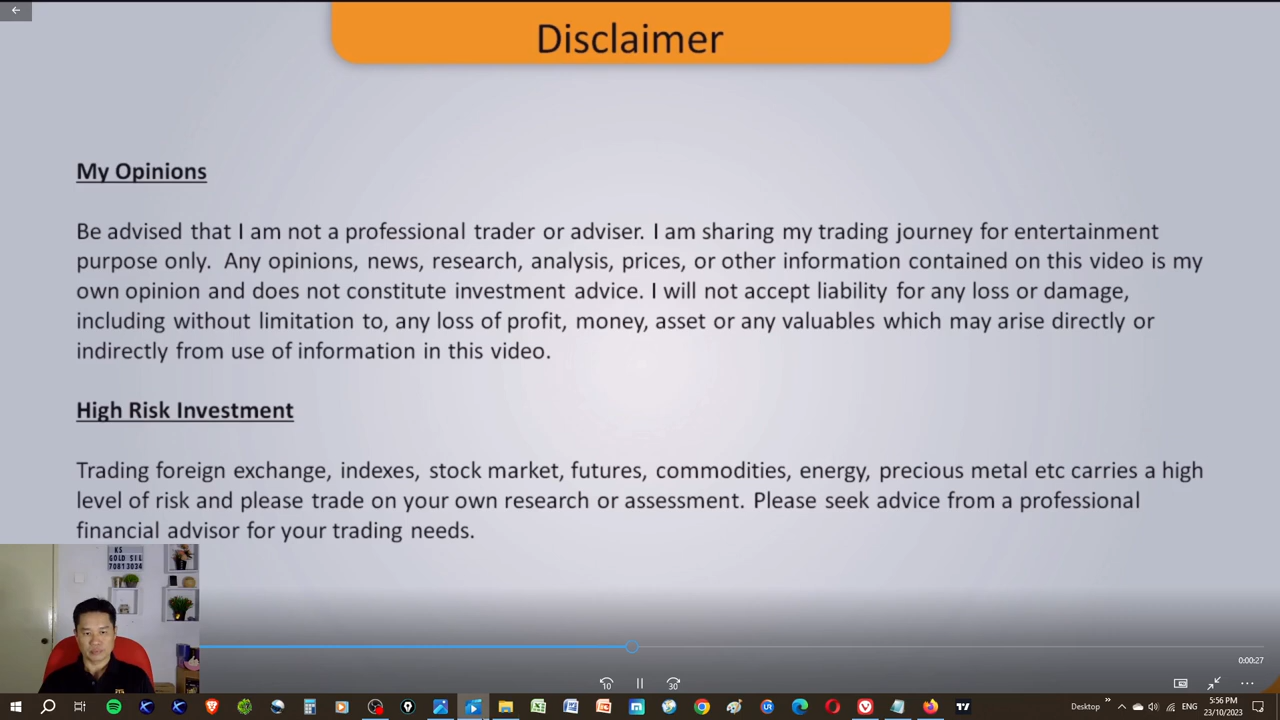 Disclaimer
My Opinions
Be advised that I am not a professional trader or adviser. I am sharing my trading journey for entertainment
purpose only.  Any opinions, news, research, analysis, prices, or other information contained on this video is my
own opinion and does not constitute investment advice. I will not accept liability for any loss or damage,
including without limitation to, any loss of profit, money, asset or any valuables which may arise directly or
indirectly from use of information in this video.
High Risk Investment
Trading foreign exchange, indexes, stock market, futures, commodities, energy, precious metal etc carries a high
level of risk and please trade on your own research or assessment. Please seek advice from a professional
financial advisor for your trading needs.
KS
GOLD SIL
70813034
0:00:27
10
30
Desktop
ENG
5:56 PM
23/10/2023